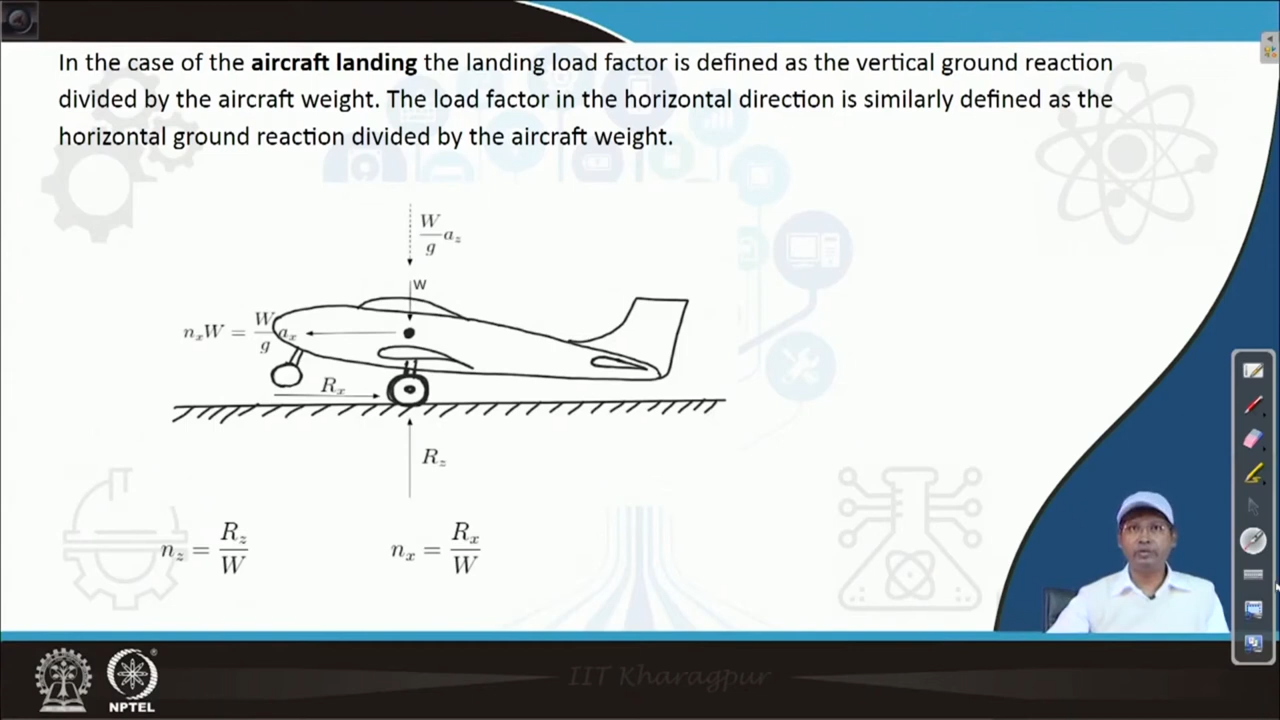 In the case of the aircraft landing the landing load factor is defined as the vertical ground reaction
divided by the aircraft weight. The load factor in the horizontal direction is similarly defined as the
horizontal ground reaction divided by the aircraft weight.
W/g a_z
W
n_xW = W/g a_x
R_x
R_z
n_z = R_z/W
n_x = R_x/W
IIT Kharagpur
NPTEL